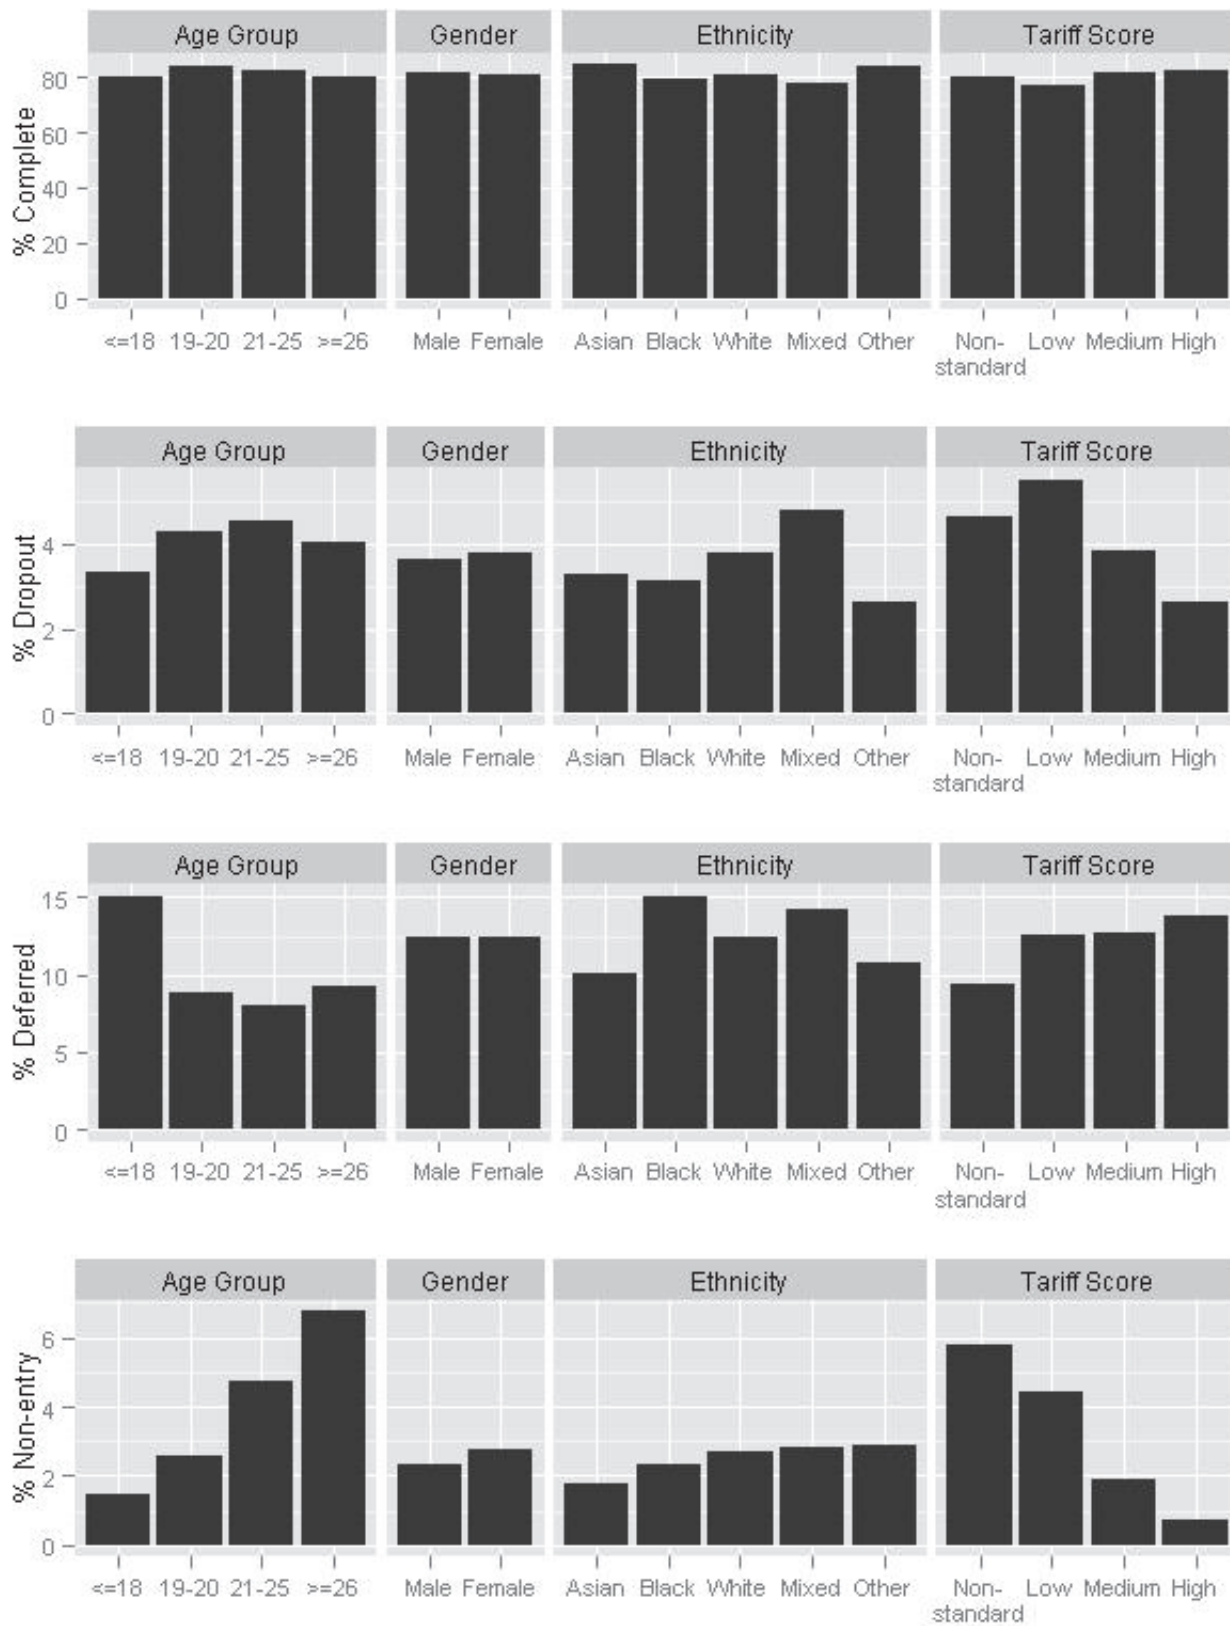 Age Group Gender Ethnicity Tariff Score
% Complete
80
60
40
20
0
<=18 19-20 21-25 >=26 Male Female Asian Black White Mixed Other Non- Low Medium High
standard
Age Group Gender Ethnicity Tariff Score
% Dropout
4
2
0
<=18 19-20 21-25 >=26 Male Female Asian Black White Mixed Other Non- Low Medium High
standard
Age Group Gender Ethnicity Tariff Score
% Deferred
15
10
5
0
<=18 19-20 21-25 >=26 Male Female Asian Black White Mixed Other Non- Low Medium High
standard
Age Group Gender Ethnicity Tariff Score
% Non-entry
6
4
2
0
<=18 19-20 21-25 >=26 Male Female Asian Black White Mixed Other Non- Low Medium High
standard